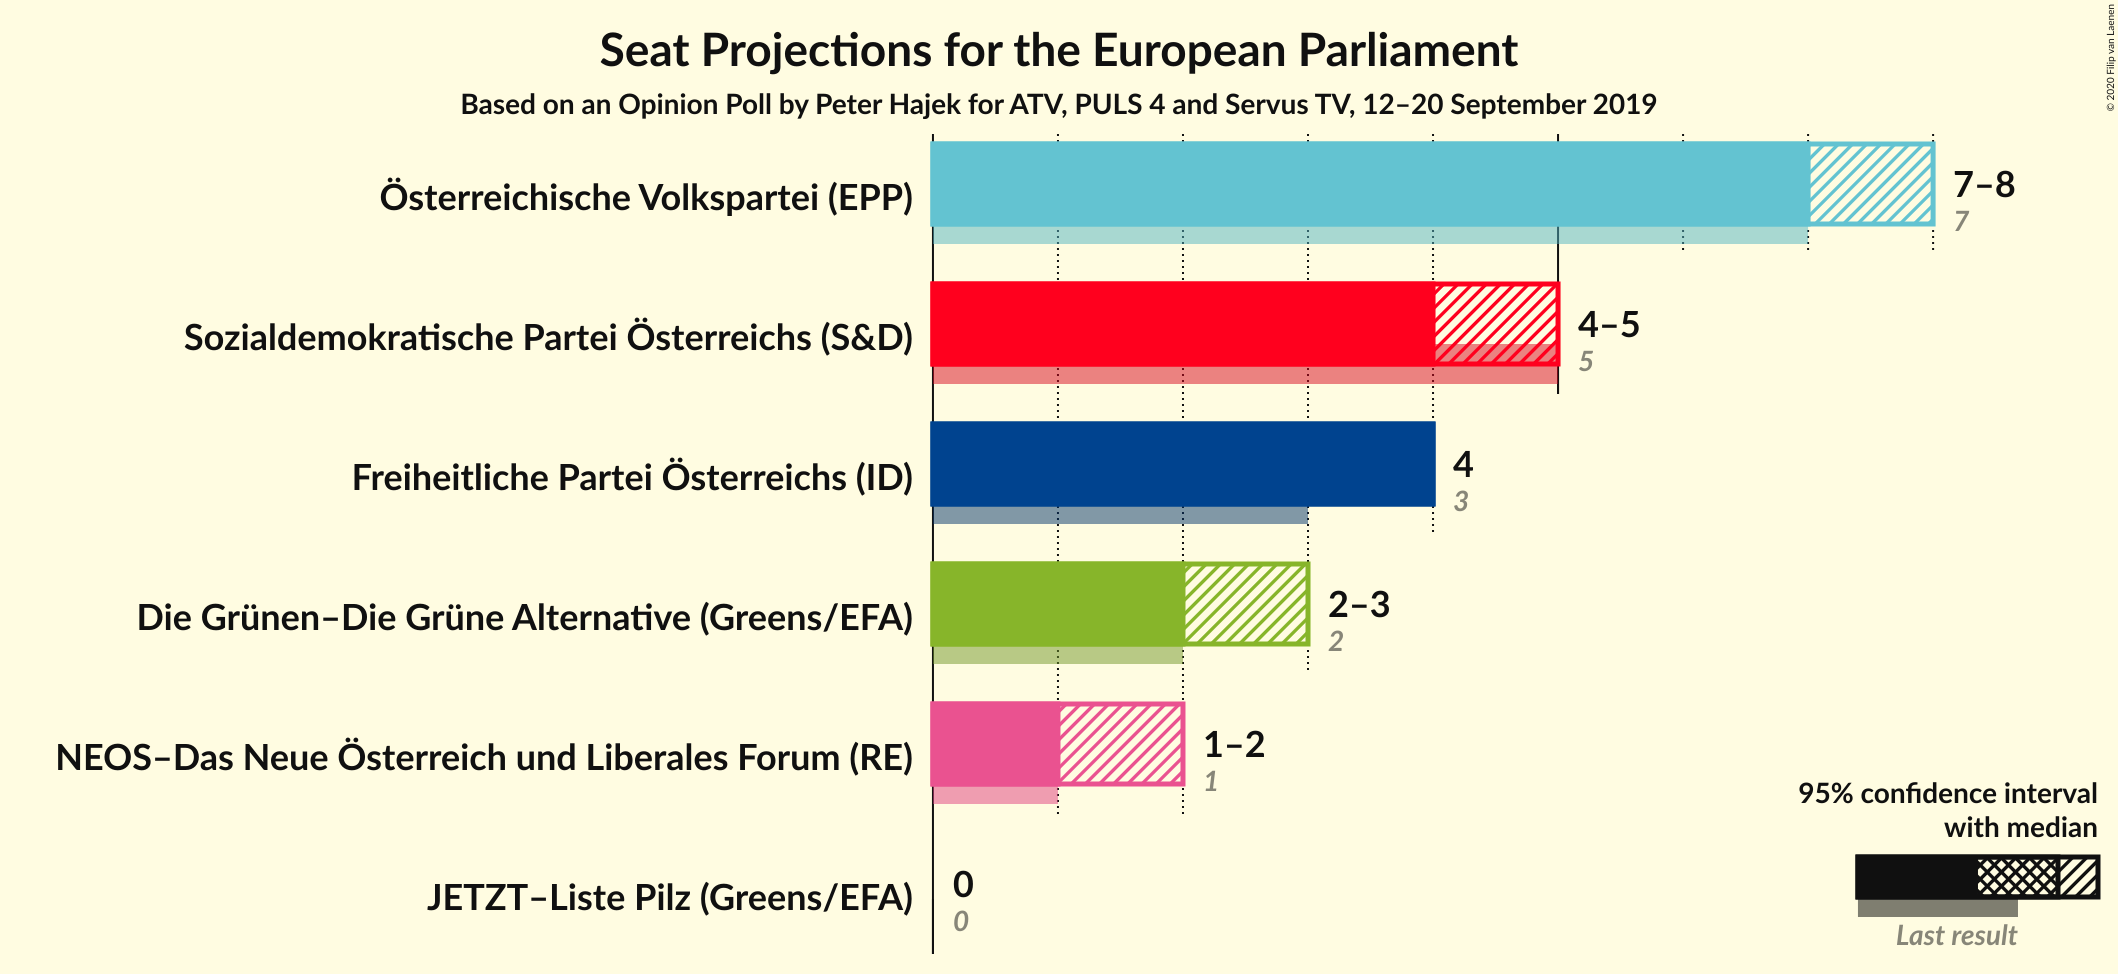 Seat Projections for the European Parliament
Based on an Opinion Poll by Peter Hajek for ATV, PULS 4 and Servus TV, 12–20 September 2019
© 2020 Filip van Laenen
Österreichische Volkspartei (EPP)
7–8
7
Sozialdemokratische Partei Österreichs (S&D)
4–5
5
Freiheitliche Partei Österreichs (ID)
4
3
Die Grünen–Die Grüne Alternative (Greens/EFA)
2–3
2
NEOS–Das Neue Österreich und Liberales Forum (RE)
1–2
1
JETZT–Liste Pilz (Greens/EFA)
0
0
95% confidence interval
with median
Last result